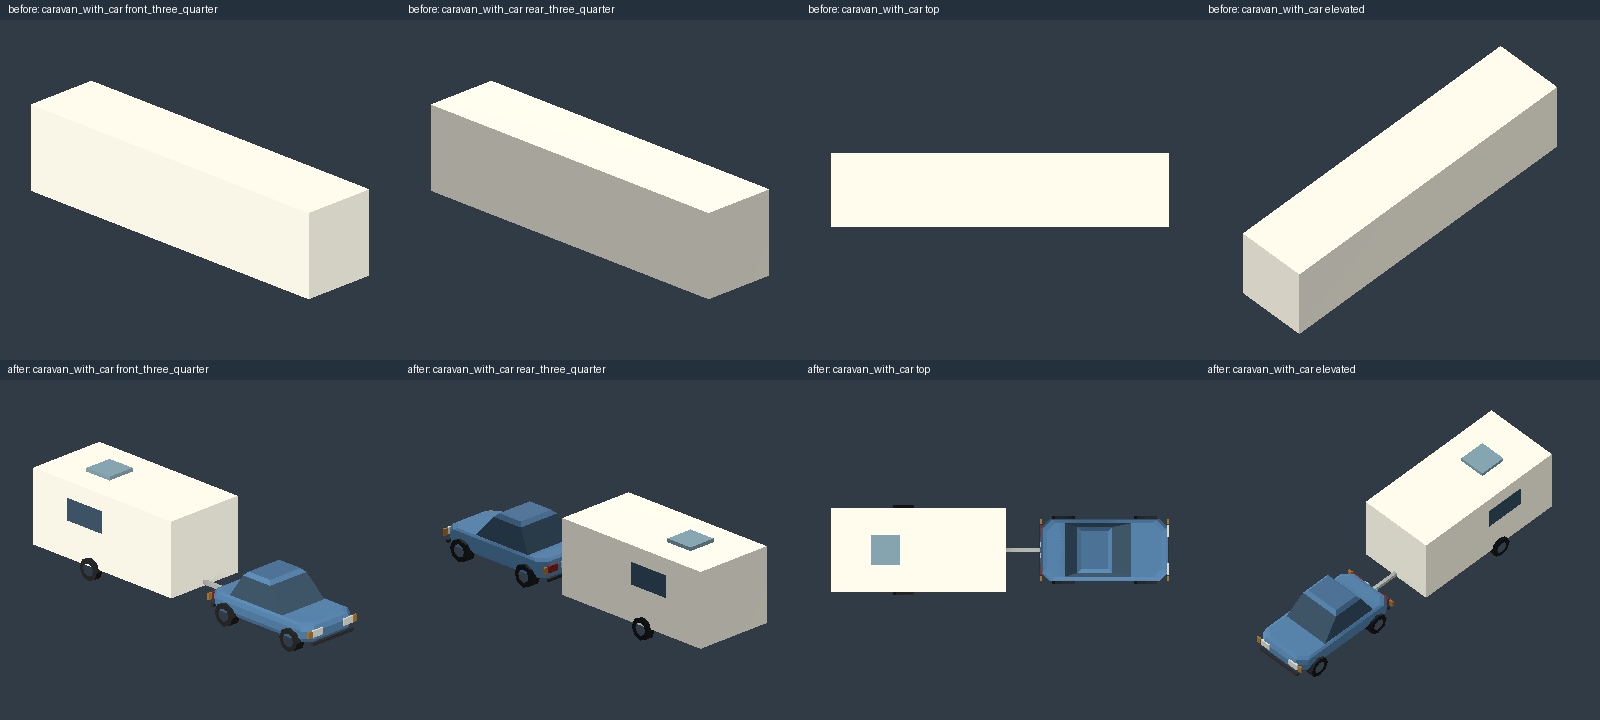 before: caravan_with_car front_three_quarter
before: caravan_with_car rear_three_quarter
before: caravan_with_car top
before: caravan_with_car elevated
after: caravan_with_car front_three_quarter
after: caravan_with_car rear_three_quarter
after: caravan_with_car top
after: caravan_with_car elevated